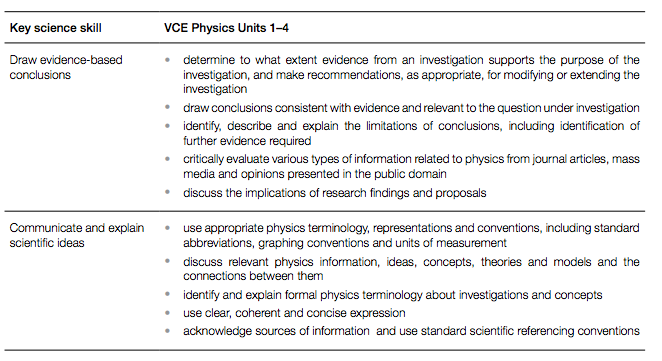 Key science skill VCE Physics Units 1–4
Draw evidence-based
conclusions
• determine to what extent evidence from an investigation supports the purpose of the
investigation, and make recommendations, as appropriate, for modifying or extending the
investigation
• draw conclusions consistent with evidence and relevant to the question under investigation
• identify, describe and explain the limitations of conclusions, including identification of
further evidence required
• critically evaluate various types of information related to physics from journal articles, mass
media and opinions presented in the public domain
• discuss the implications of research findings and proposals
Communicate and explain
scientific ideas
• use appropriate physics terminology, representations and conventions, including standard
abbreviations, graphing conventions and units of measurement
• discuss relevant physics information, ideas, concepts, theories and models and the
connections between them
• identify and explain formal physics terminology about investigations and concepts
• use clear, coherent and concise expression
• acknowledge sources of information and use standard scientific referencing conventions